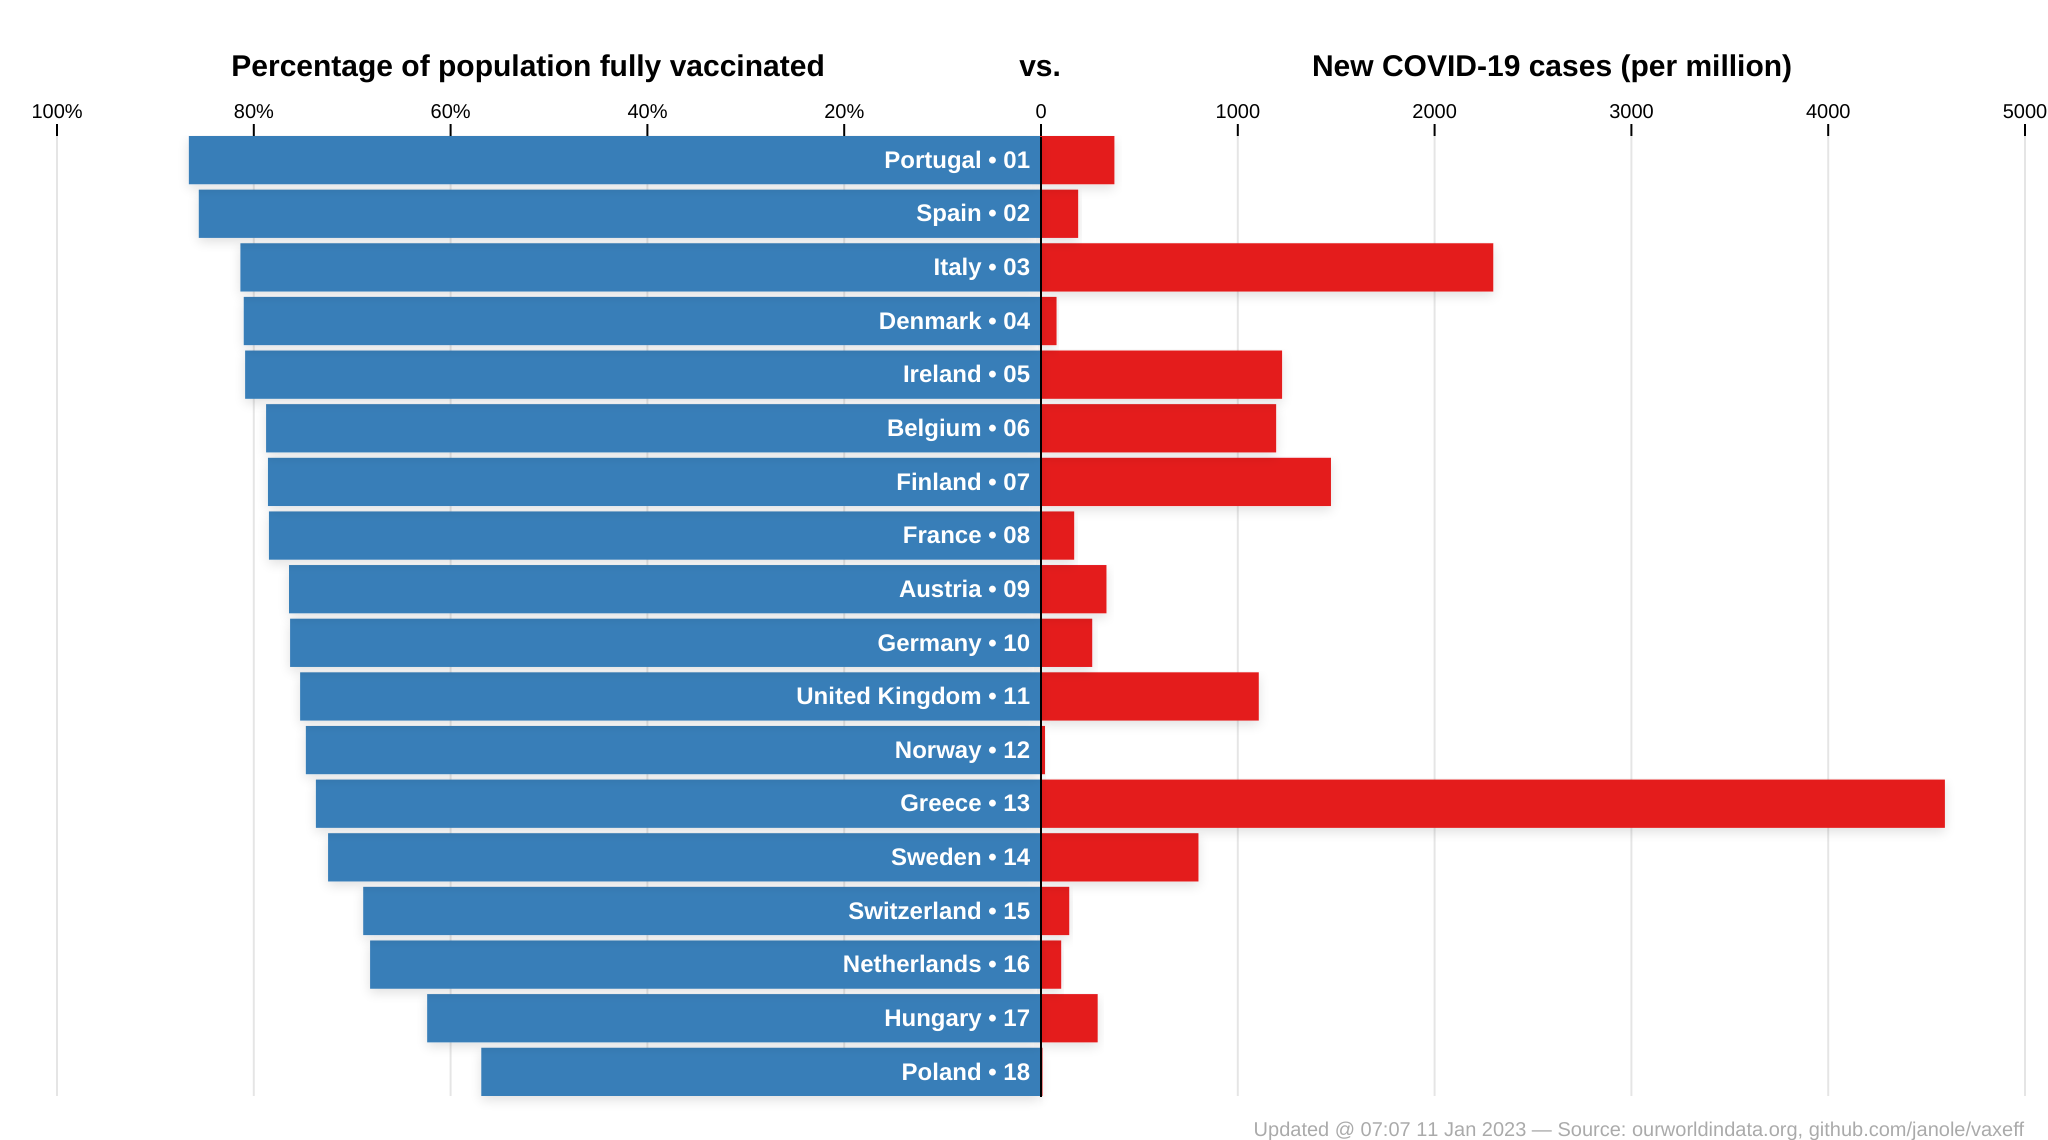 Percentage of population fully vaccinated vs. New COVID-19 cases (per million)
100% 80% 60% 40% 20% 0 1000 2000 3000 4000 5000
Portugal • 01
Spain • 02
Italy • 03
Denmark • 04
Ireland • 05
Belgium • 06
Finland • 07
France • 08
Austria • 09
Germany • 10
United Kingdom • 11
Norway • 12
Greece • 13
Sweden • 14
Switzerland • 15
Netherlands • 16
Hungary • 17
Poland • 18
Updated @ 07:07 11 Jan 2023 — Source: ourworldindata.org, github.com/janole/vaxeff